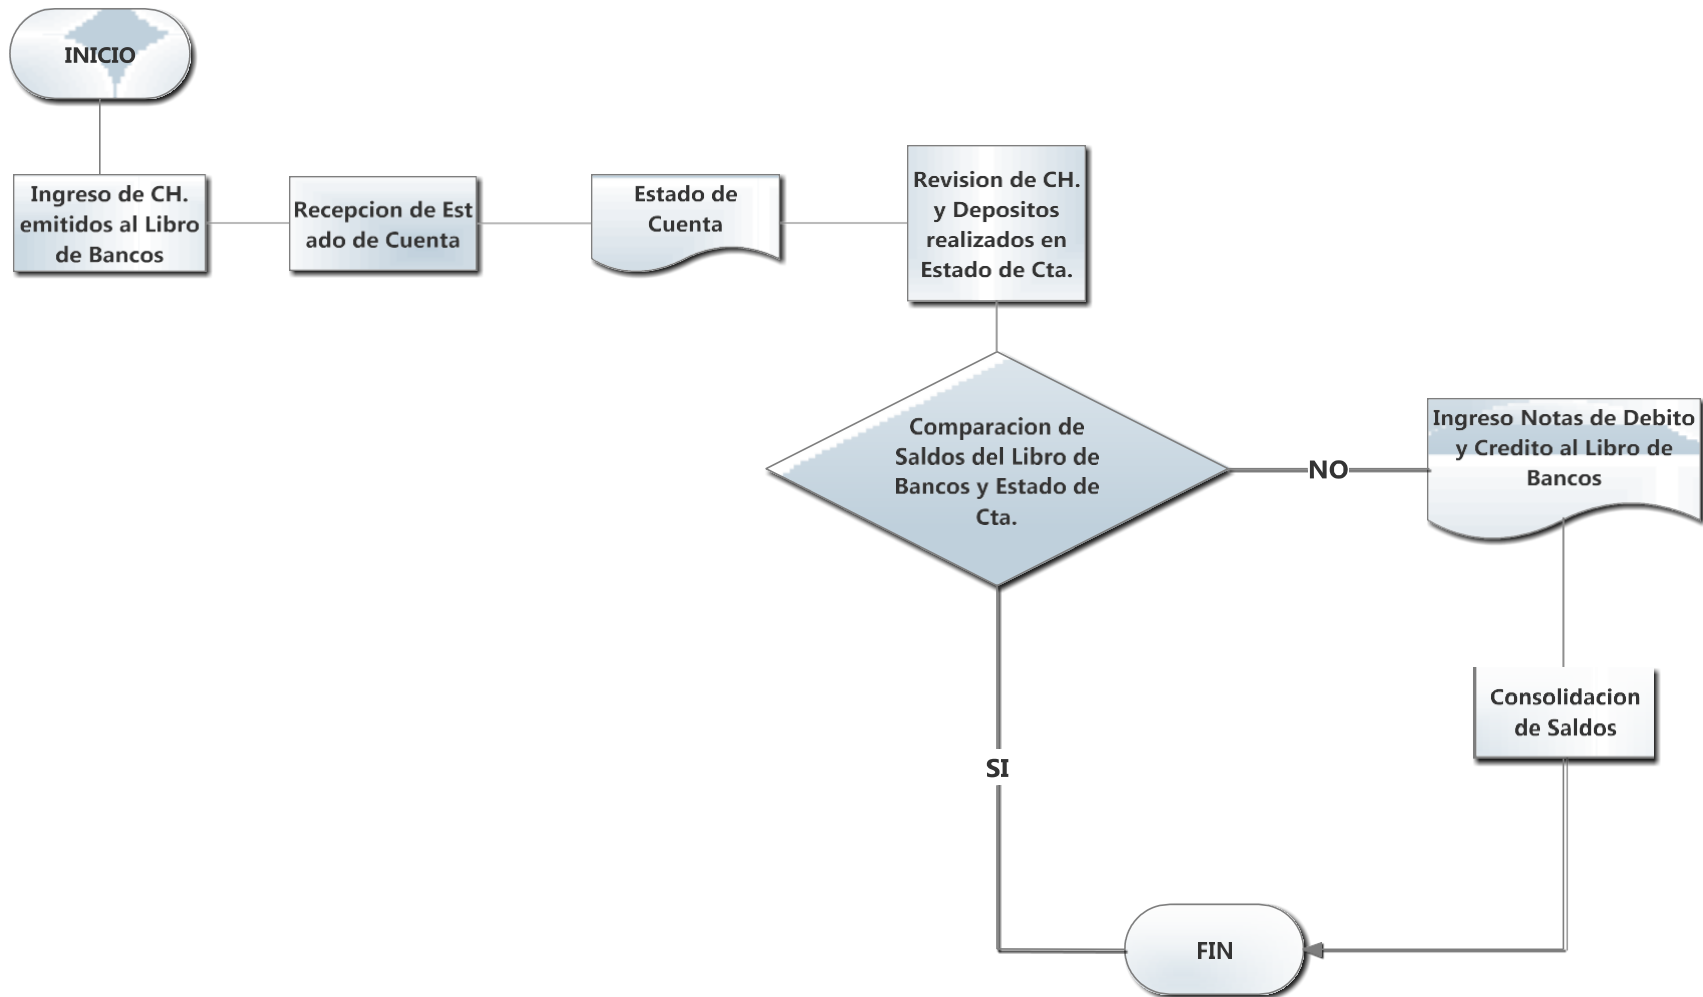 INICIO
Ingreso de CH.
emitidos al Libro
de Bancos
Recepcion de Est
ado de Cuenta
Estado de
Cuenta
Revision de CH.
y Depositos
realizados en
Estado de Cta.
Comparacion de
Saldos del Libro de
Bancos y Estado de
Cta.
NO
Ingreso Notas de Debito
y Credito al Libro de
Bancos
Consolidacion
de Saldos
SI
FIN